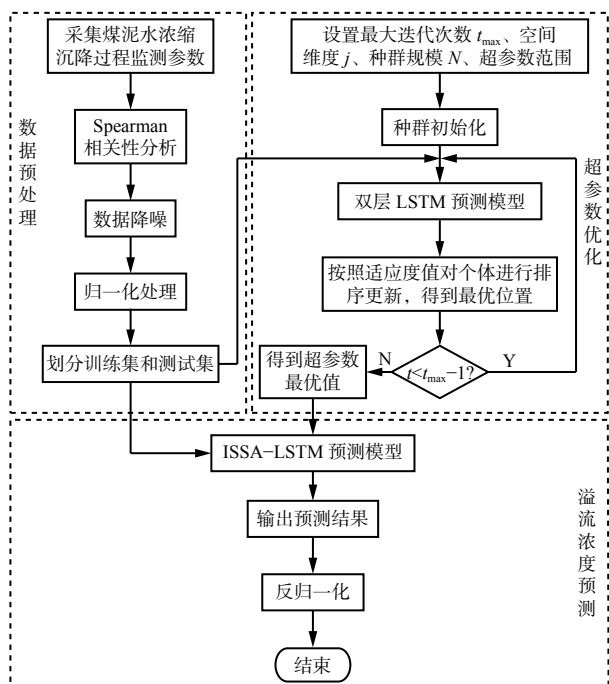 采集煤泥水浓缩
沉降过程监测参数
Spearman
相关性分析
数据降噪
归一化处理
划分训练集和测试集
数
据
预
处
理
设置最大迭代次数 tmax、空间
维度 j、种群规模 N、超参数范围
种群初始化
双层 LSTM 预测模型
按照适应度值对个体进行排
序更新，得到最优位置
t<tmax−1?
N
Y
得到超参数
最优值
超
参
数
优
化
ISSA−LSTM 预测模型
输出预测结果
反归一化
结束
溢
流
浓
度
预
测